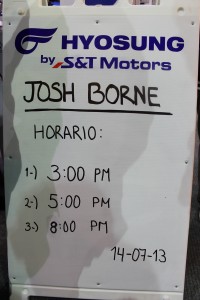 HYOSUNG
by S&T Motors
JOSH BORNE
HORARIO:
1-) 3:00 PM
2-) 5:00 PM
3-) 8:00 PM
14-07-13